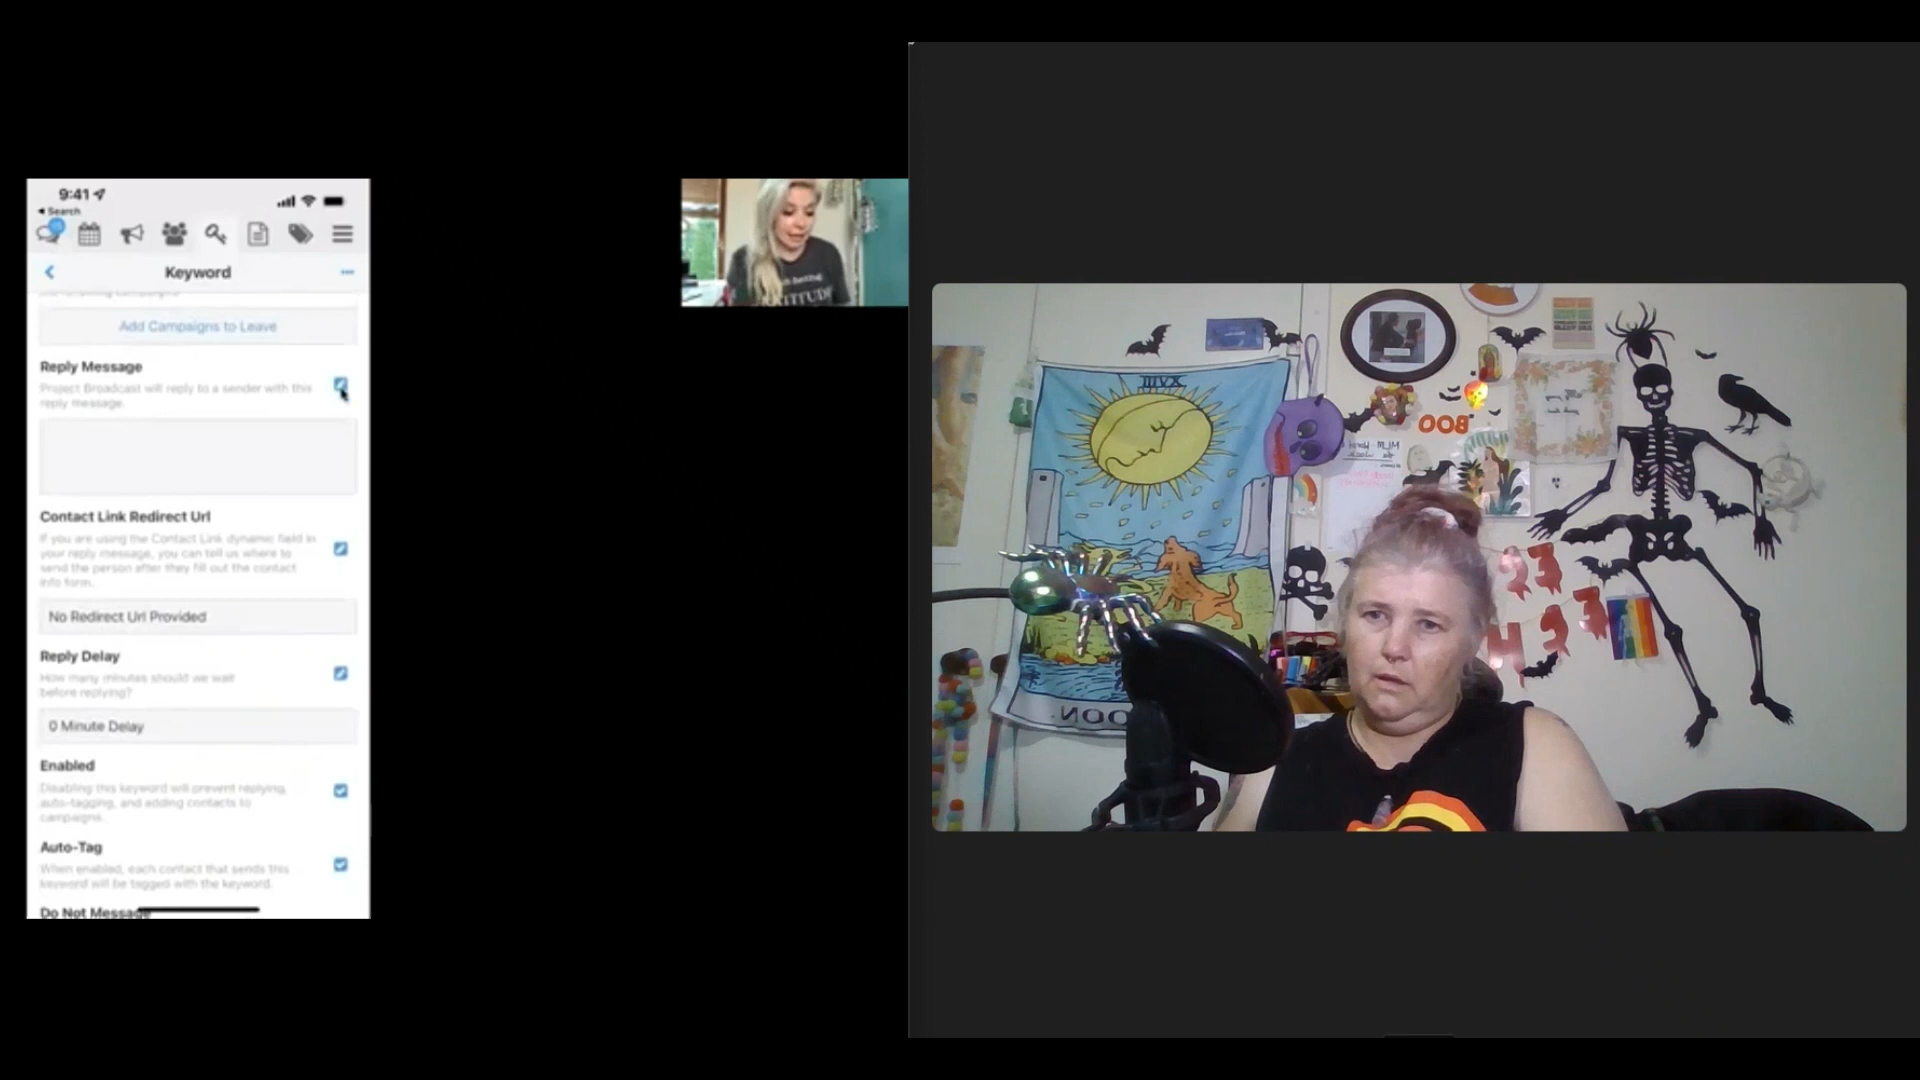 9:41
Search
Keyword
Add Campaigns to Leave
Reply Message
Project Broadcast will reply to a sender with this
reply message.
Contact Link Redirect Url
If you are using the Contact Link dynamic field in
your reply message, you can tell us where to
send the person after they fill out the contact
info form.
No Redirect Url Provided
Reply Delay
How many minutes should we wait
before replying?
0 Minute Delay
Enabled
Disabling this keyword will prevent replying,
auto-tagging, and adding contacts to
campaigns.
Auto-Tag
When enabled, each contact that sends this
keyword will be tagged with the keyword.
Do Not Message
XVIII
BOO
MLM